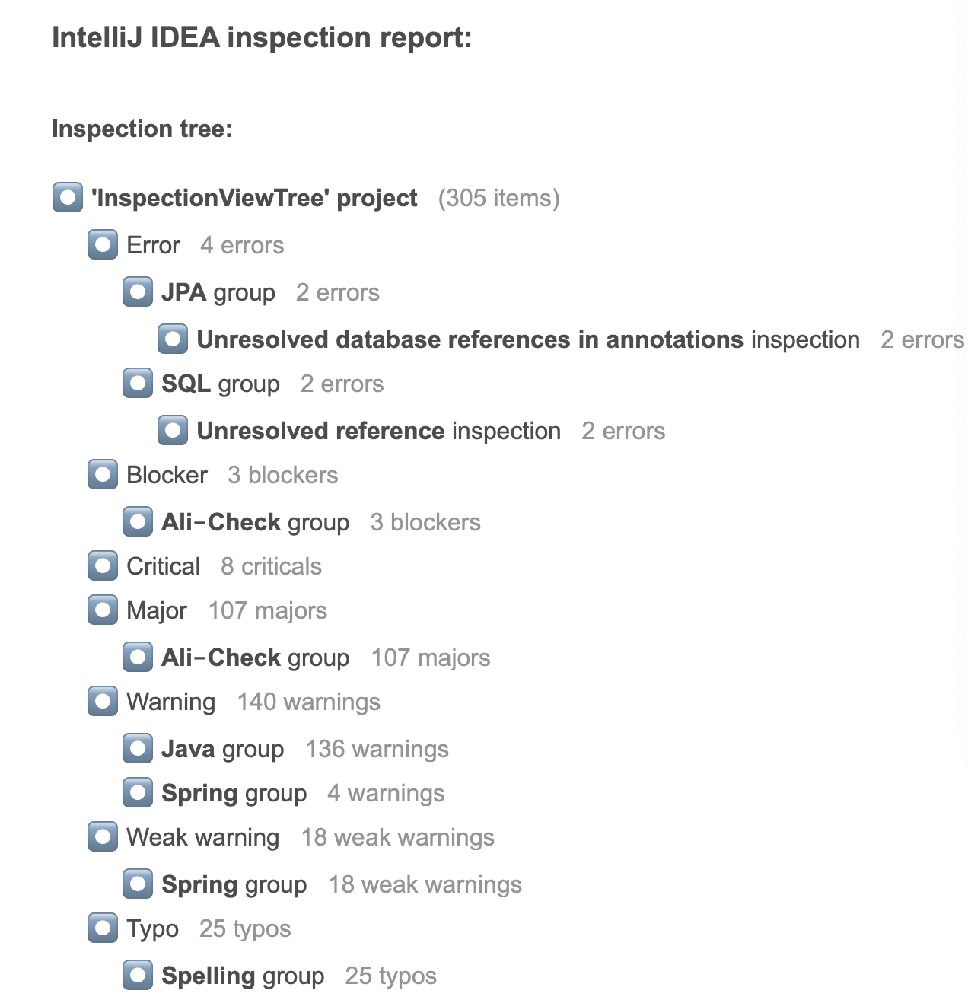 IntelliJ IDEA inspection report:
Inspection tree:
'InspectionViewTree' project (305 items)
Error 4 errors
JPA group 2 errors
Unresolved database references in annotations inspection 2 errors
SQL group 2 errors
Unresolved reference inspection 2 errors
Blocker 3 blockers
Ali-Check group 3 blockers
Critical 8 criticals
Major 107 majors
Ali-Check group 107 majors
Warning 140 warnings
Java group 136 warnings
Spring group 4 warnings
Weak warning 18 weak warnings
Spring group 18 weak warnings
Typo 25 typos
Spelling group 25 typos